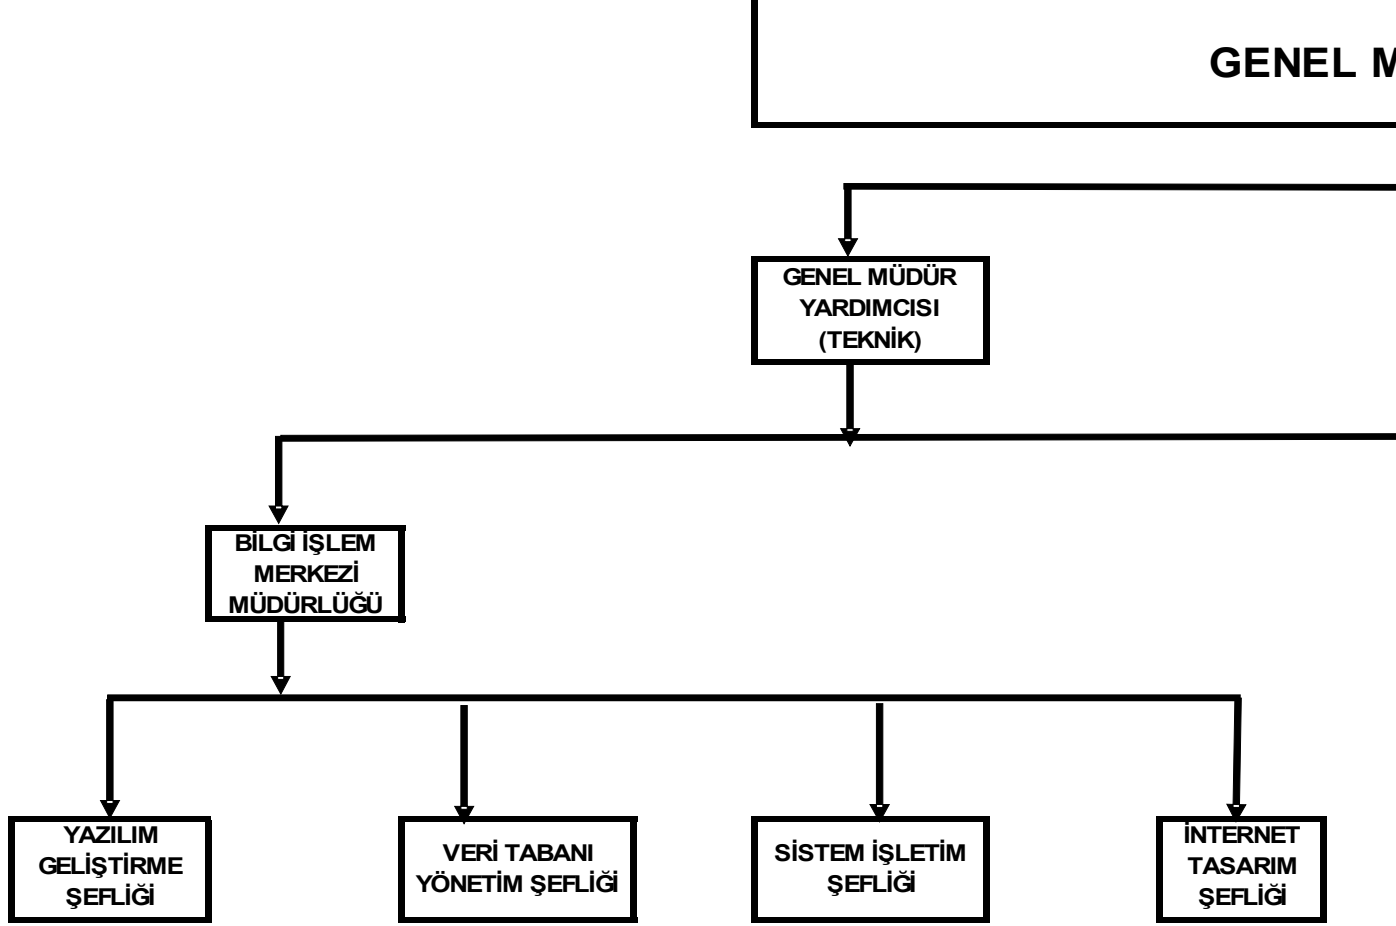 GENEL
GENEL MÜDÜR
YARDIMCISI
(TEKNİK)
BİLGİ İŞLEM
MERKEZİ
MÜDÜRLÜĞÜ
YAZILIM
GELİŞTİRME
ŞEFLİĞİ
VERİ TABANI
YÖNETİM ŞEFLİĞİ
SİSTEM İŞLETİM
ŞEFLİĞİ
İNTERNET
TASARIM
ŞEFLİĞİ